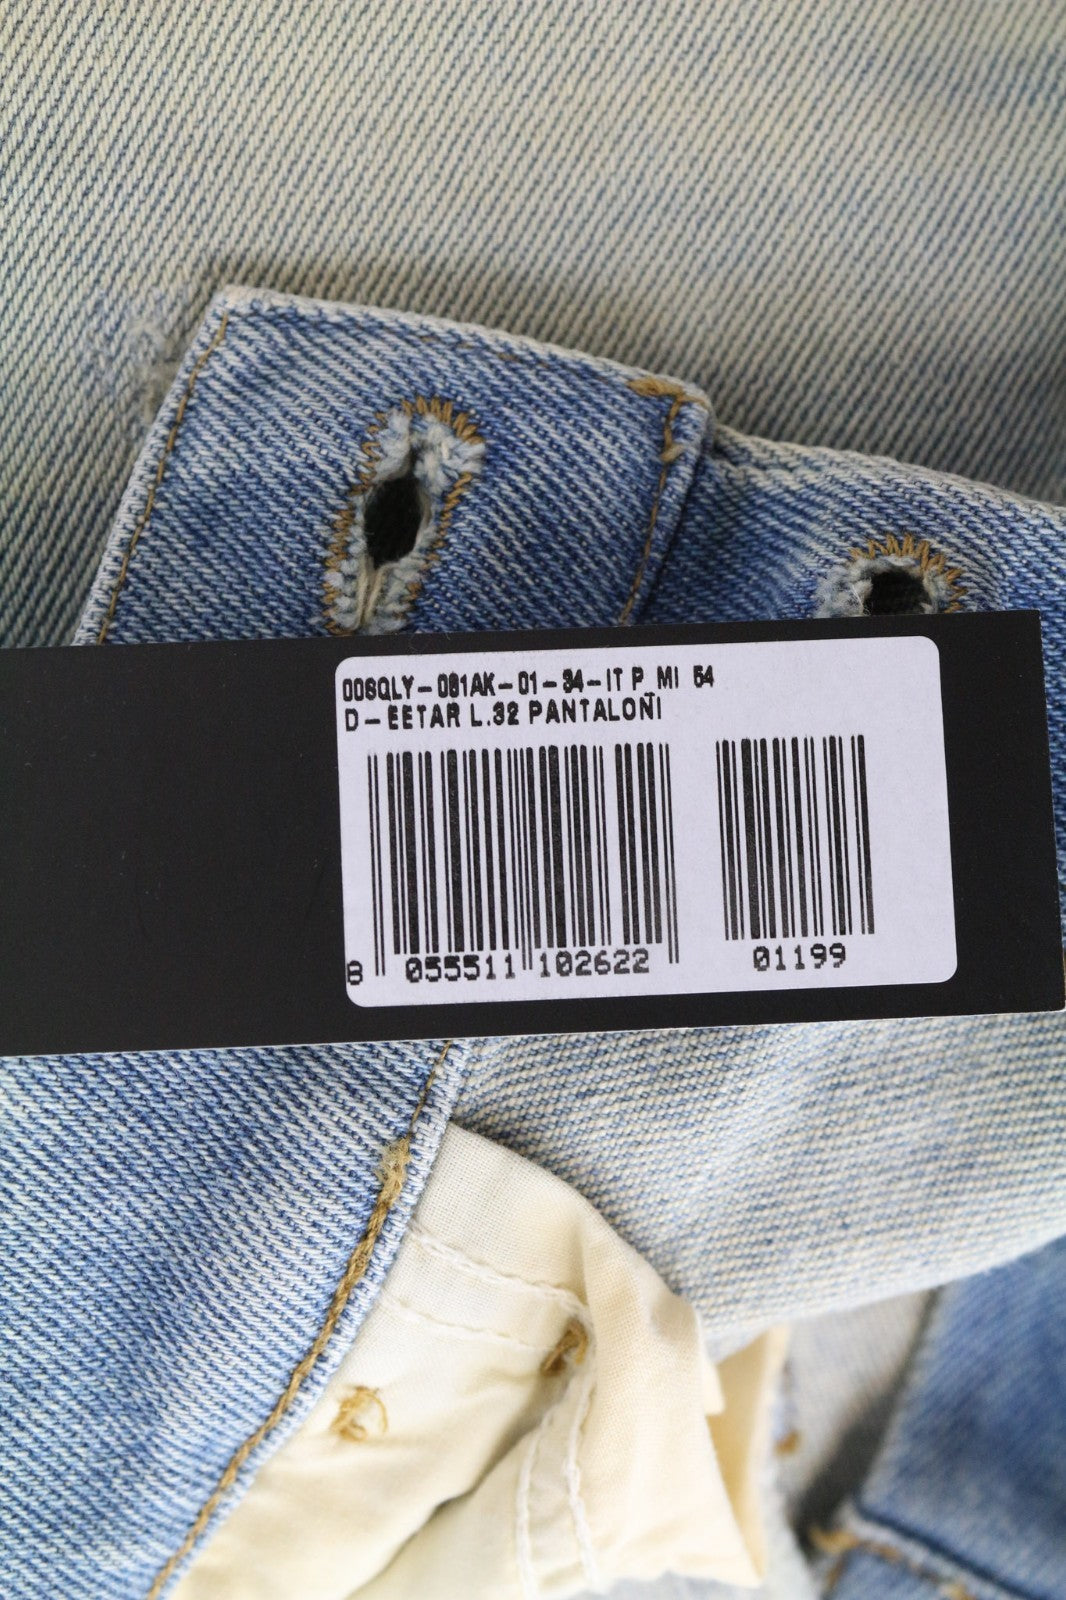 00SQLY-081AK-01-34-IT P MI 54
D-EETAR L.32 PANTALONI
8 055511 102622 01199